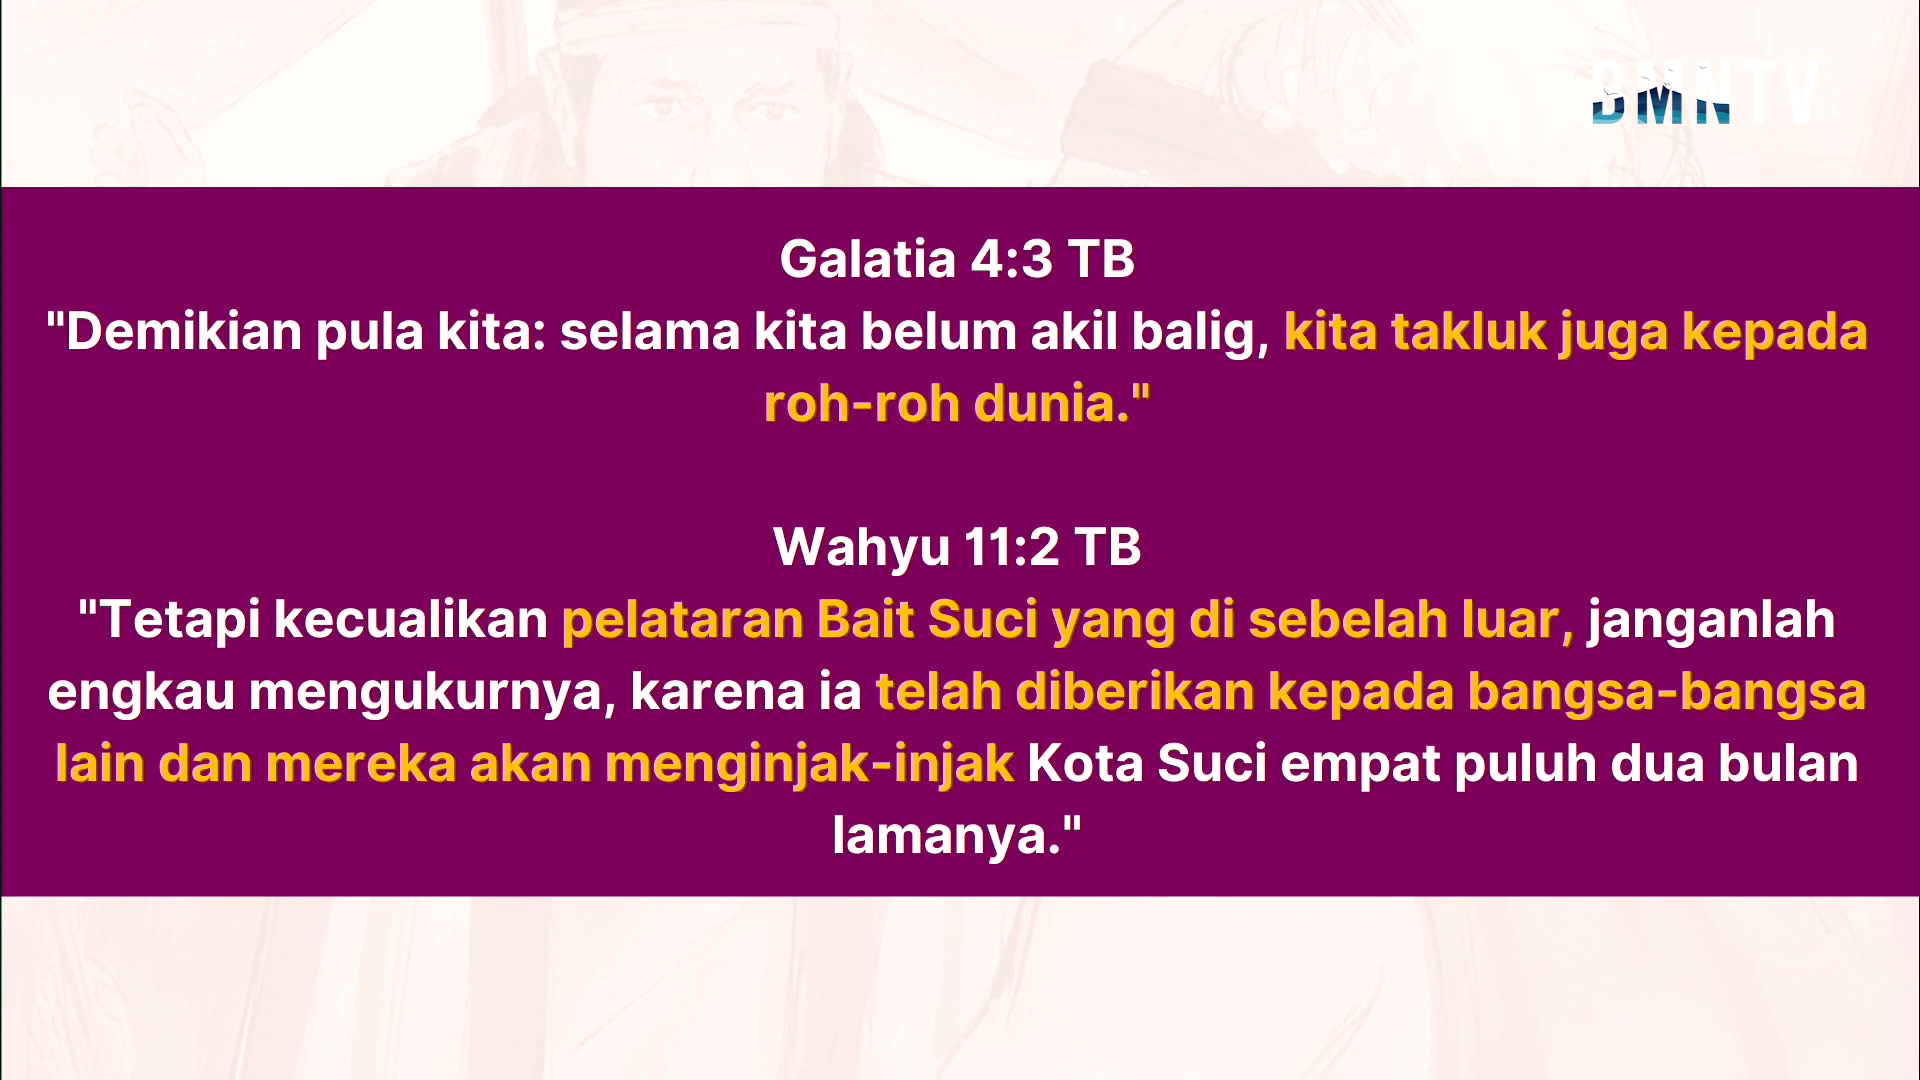 BMNTV
Galatia 4:3 TB
"Demikian pula kita: selama kita belum akil balig, kita takluk juga kepada
roh-roh dunia."
Wahyu 11:2 TB
"Tetapi kecualikan pelataran Bait Suci yang di sebelah luar, janganlah
engkau mengukurnya, karena ia telah diberikan kepada bangsa-bangsa
lain dan mereka akan menginjak-injak Kota Suci empat puluh dua bulan
lamanya."